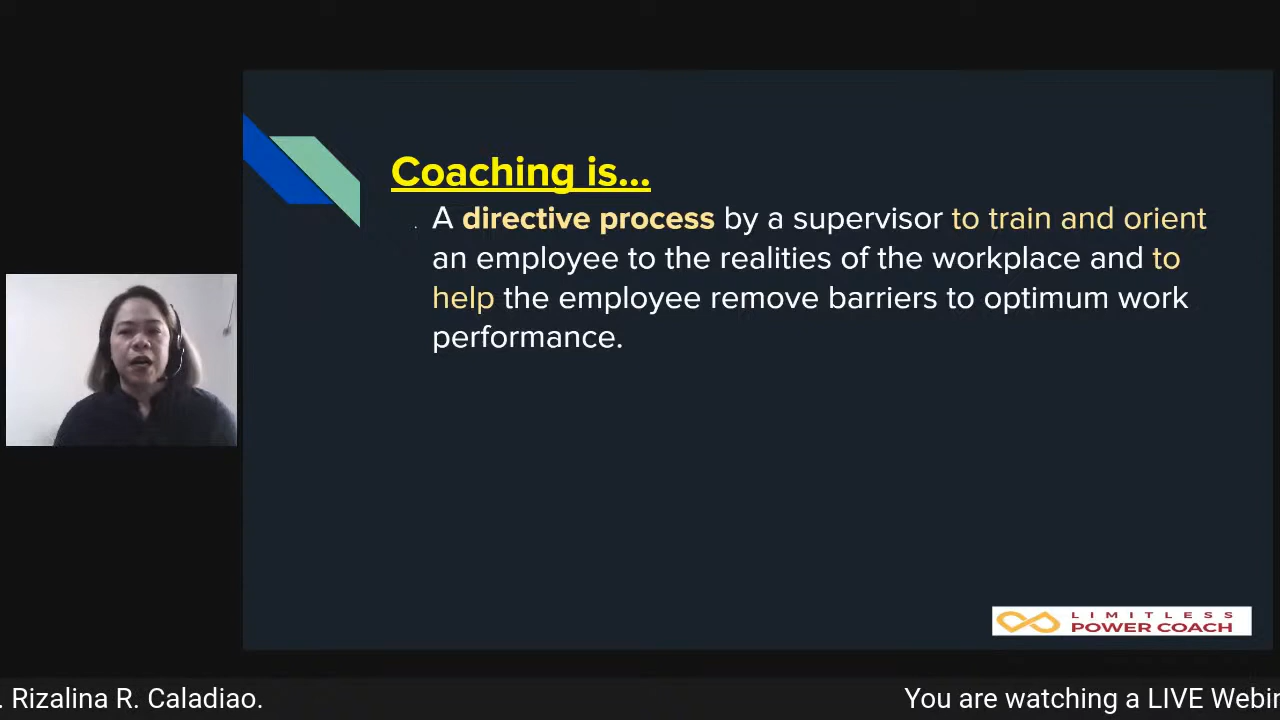 Coaching is...
A directive process by a supervisor to train and orient
an employee to the realities of the workplace and to
help the employee remove barriers to optimum work
performance.
LIMITLESS
POWER COACH
. Rizalina R. Caladiao.
You are watching a LIVE Webin